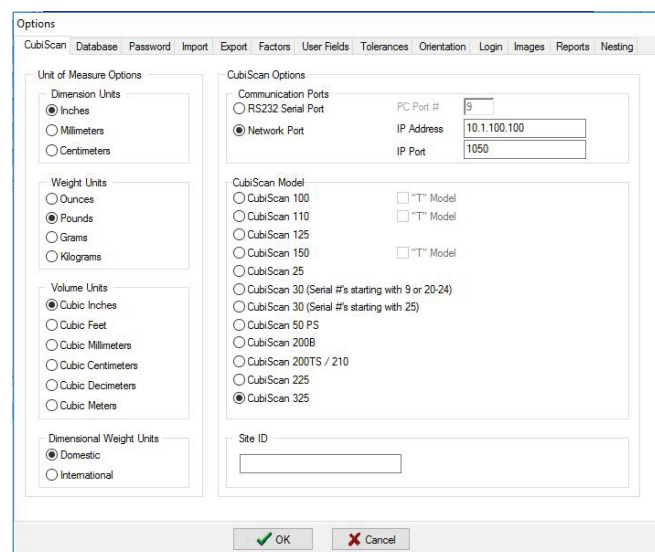 Options
CubiScan Database Password Import Export Factors User Fields Tolerances Orientation Login Images Reports Nesting
Unit of Measure Options
Dimension Units
Inches
Millimeters
Centimeters
Weight Units
Ounces
Pounds
Grams
Kilograms
Volume Units
Cubic Inches
Cubic Feet
Cubic Millimeters
Cubic Centimeters
Cubic Decimeters
Cubic Meters
Dimensional Weight Units
Domestic
International
CubiScan Options
Communication Ports
RS232 Serial Port PC Port # 9
Network Port IP Address 10.1.100.100
IP Port 1050
CubiScan Model
CubiScan 100 "T" Model
CubiScan 110 "T" Model
CubiScan 125
CubiScan 150 "T" Model
CubiScan 25
CubiScan 30 (Serial #'s starting with 9 or 20-24)
CubiScan 30 (Serial #'s starting with 25)
CubiScan 50 PS
CubiScan 200B
CubiScan 200TS / 210
CubiScan 225
CubiScan 325
Site ID
OK Cancel